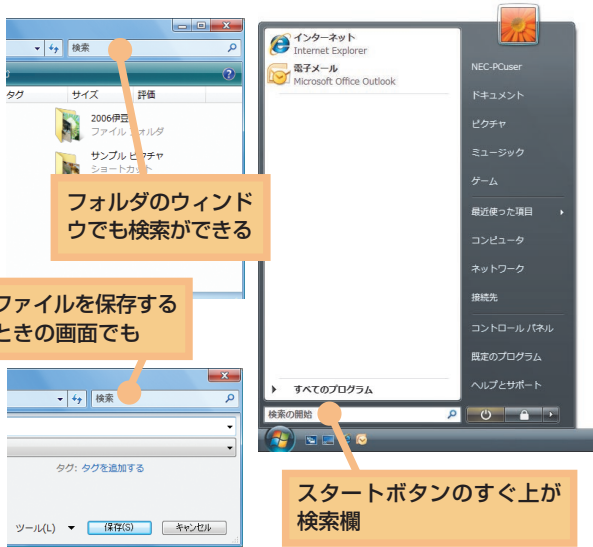 検索
タグ サイズ 評価
2006伊豆
ファイル フォルダ
サンプル ピクチャ
ショートカット
フォルダのウィンド
ウでも検索ができる
ファイルを保存する
ときの画面でも
検索
タグ: タグを追加する
ツール(L) 保存(S) キャンセル
インターネット
Internet Explorer
電子メール
Microsoft Office Outlook
すべてのプログラム
検索の開始
NEC-PCuser
ドキュメント
ピクチャ
ミュージック
ゲーム
最近使った項目
コンピュータ
ネットワーク
接続先
コントロール パネル
既定のプログラム
ヘルプとサポート
スタートボタンのすぐ上が
検索欄